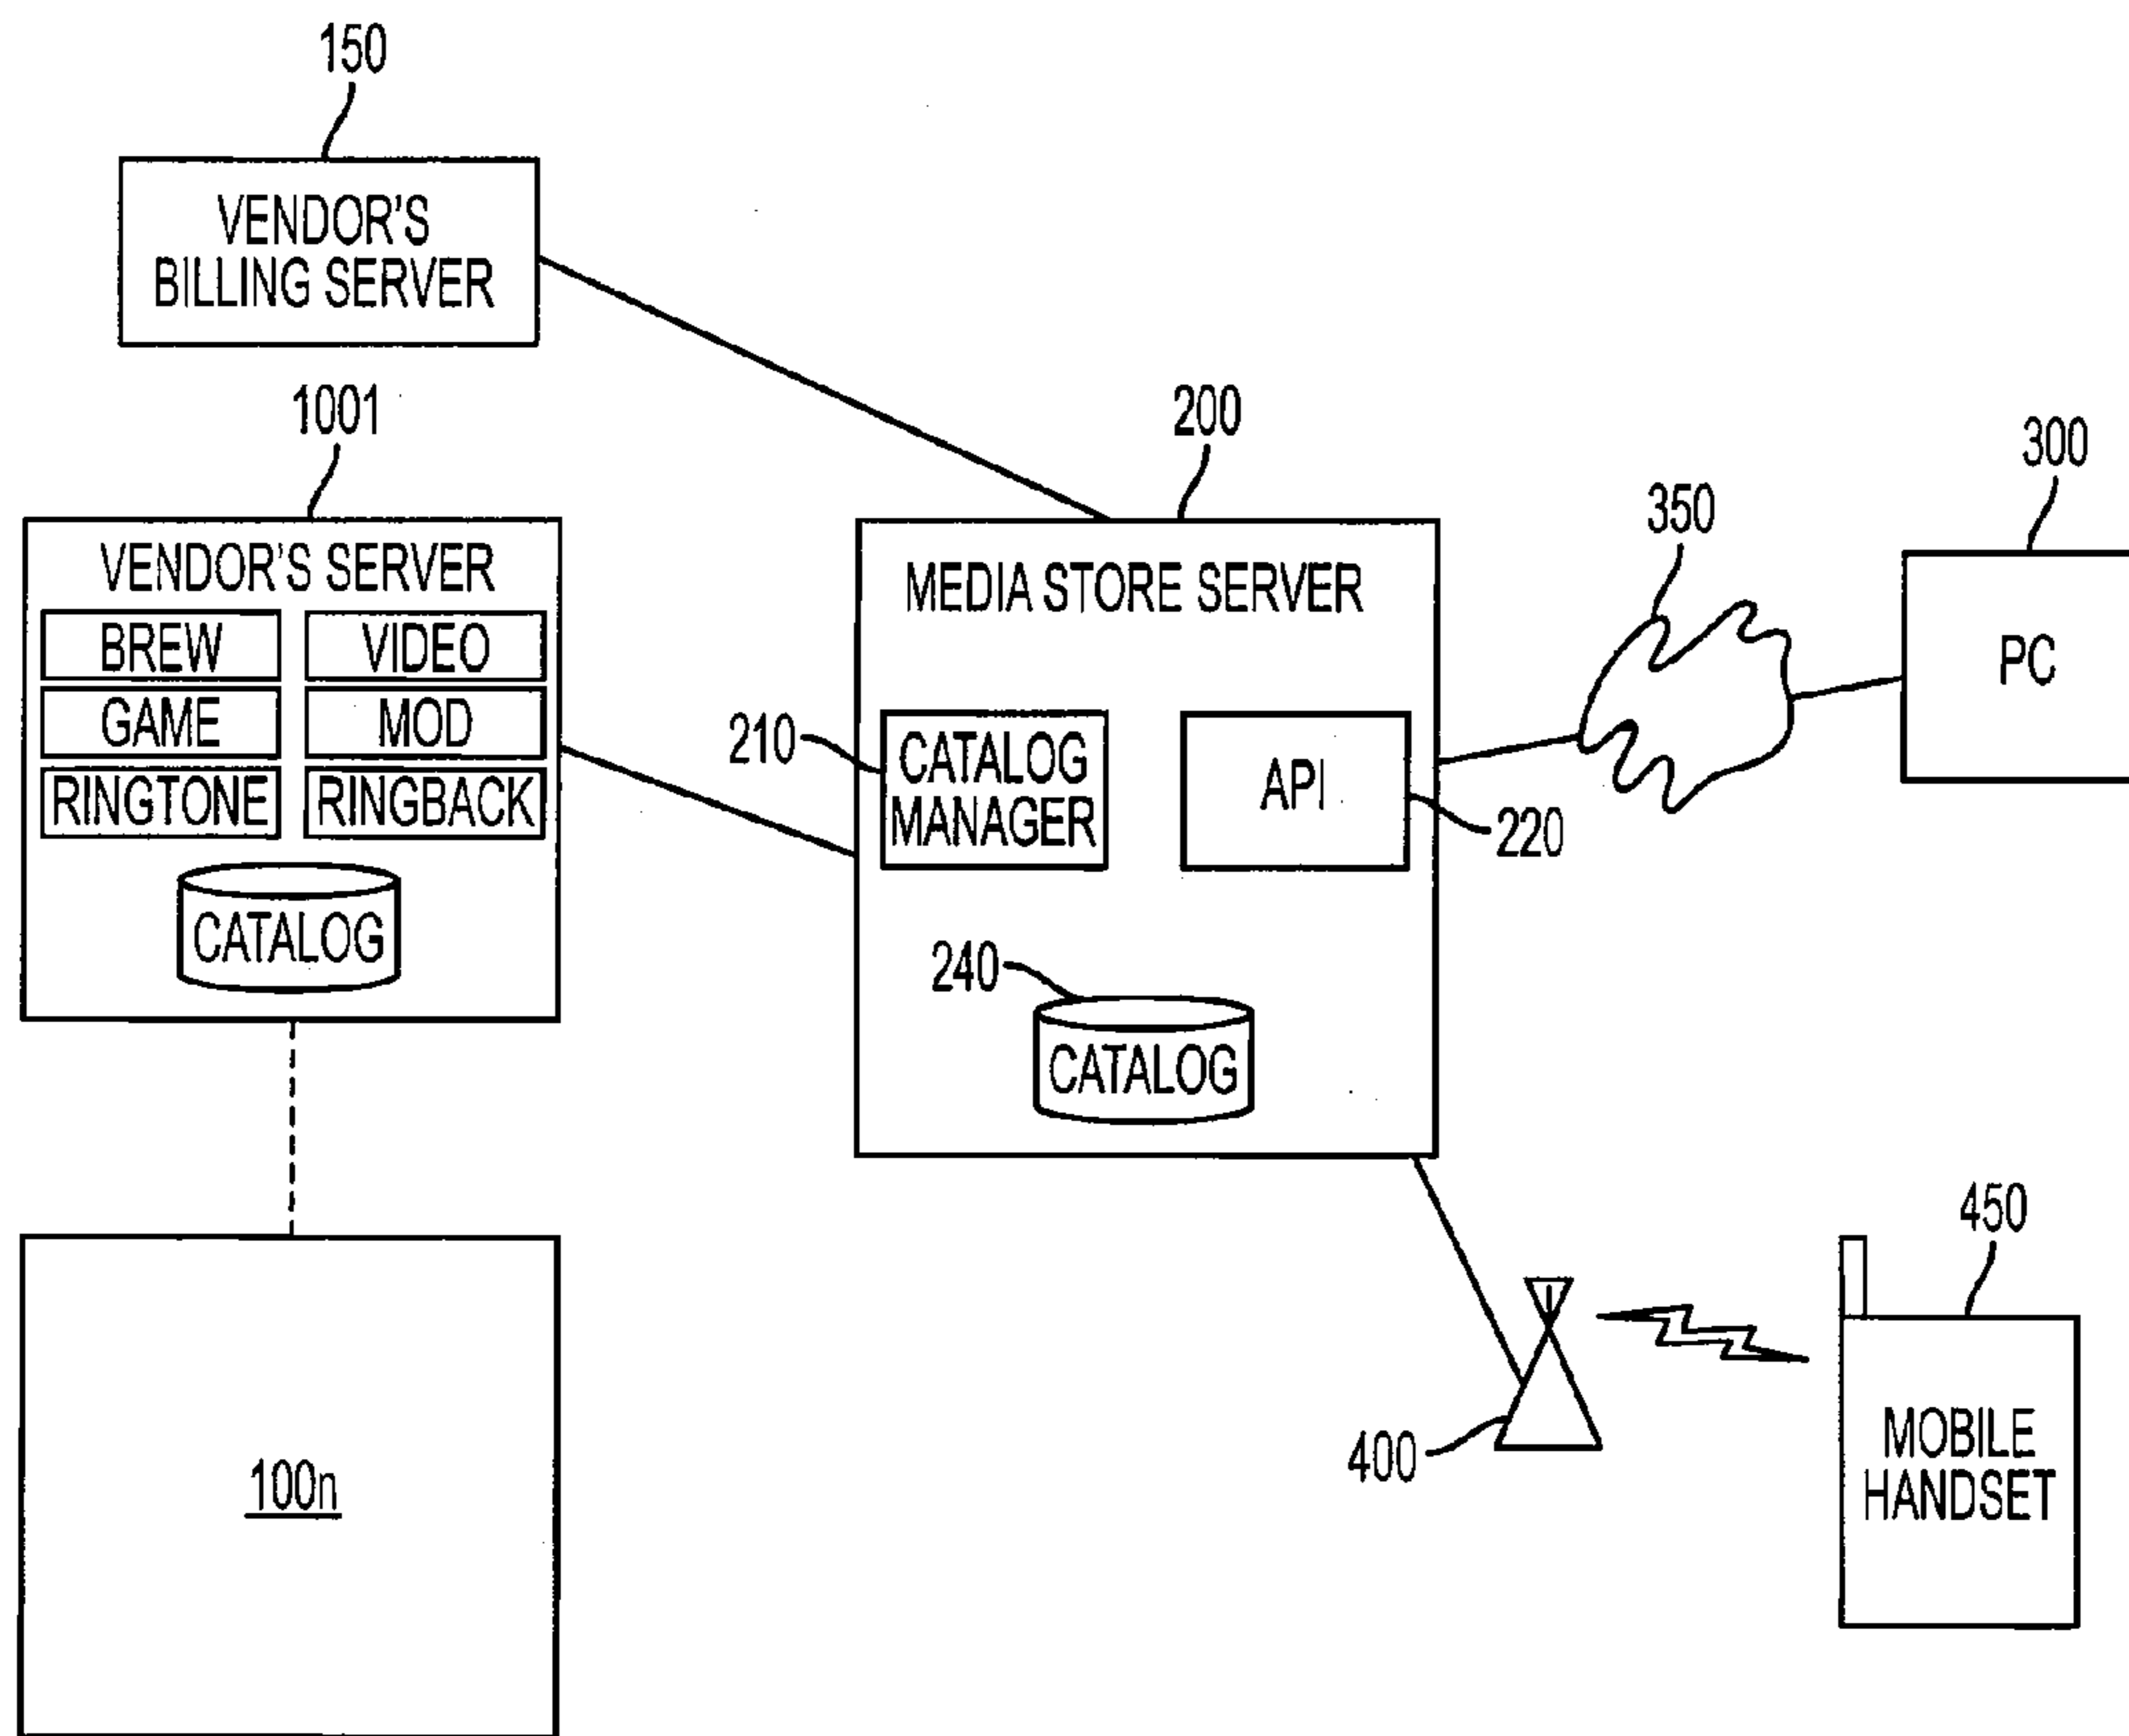 150
VENDOR'S
BILLING SERVER
1001
VENDOR'S SERVER
BREW
VIDEO
GAME
MOD
RINGTONE
RINGBACK
CATALOG
100n
200
MEDIA STORE SERVER
210
CATALOG
MANAGER
API
220
240
CATALOG
350
300
PC
400
450
MOBILE
HANDSET